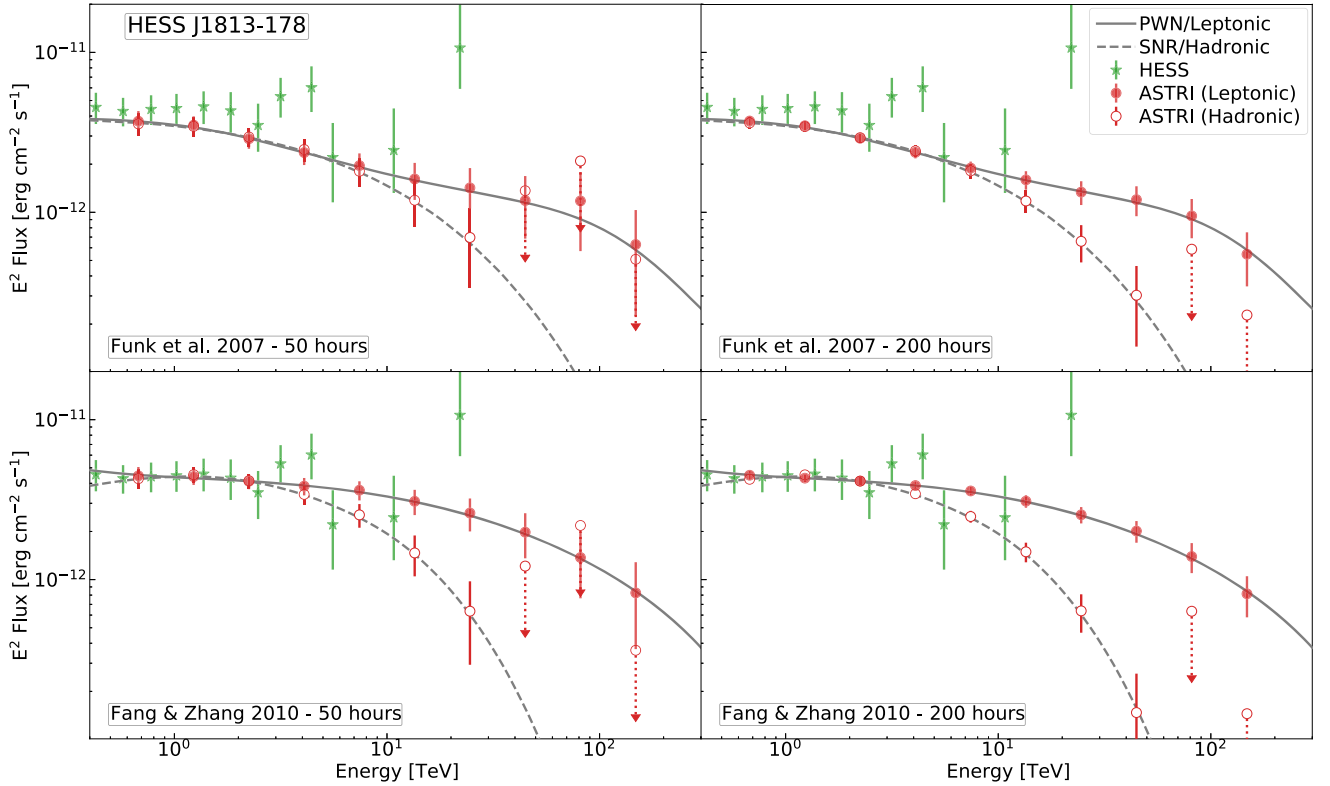 HESS J1813-178
PWN/Leptonic
SNR/Hadronic
HESS
ASTRI (Leptonic)
ASTRI (Hadronic)
E² Flux [erg cm⁻² s⁻¹]
10⁻¹¹
10⁻¹²
Funk et al. 2007 - 50 hours
Funk et al. 2007 - 200 hours
E² Flux [erg cm⁻² s⁻¹]
10⁻¹¹
10⁻¹²
Fang & Zhang 2010 - 50 hours
Fang & Zhang 2010 - 200 hours
10⁰ 10¹ 10² 10⁰ 10¹ 10²
Energy [TeV] Energy [TeV]